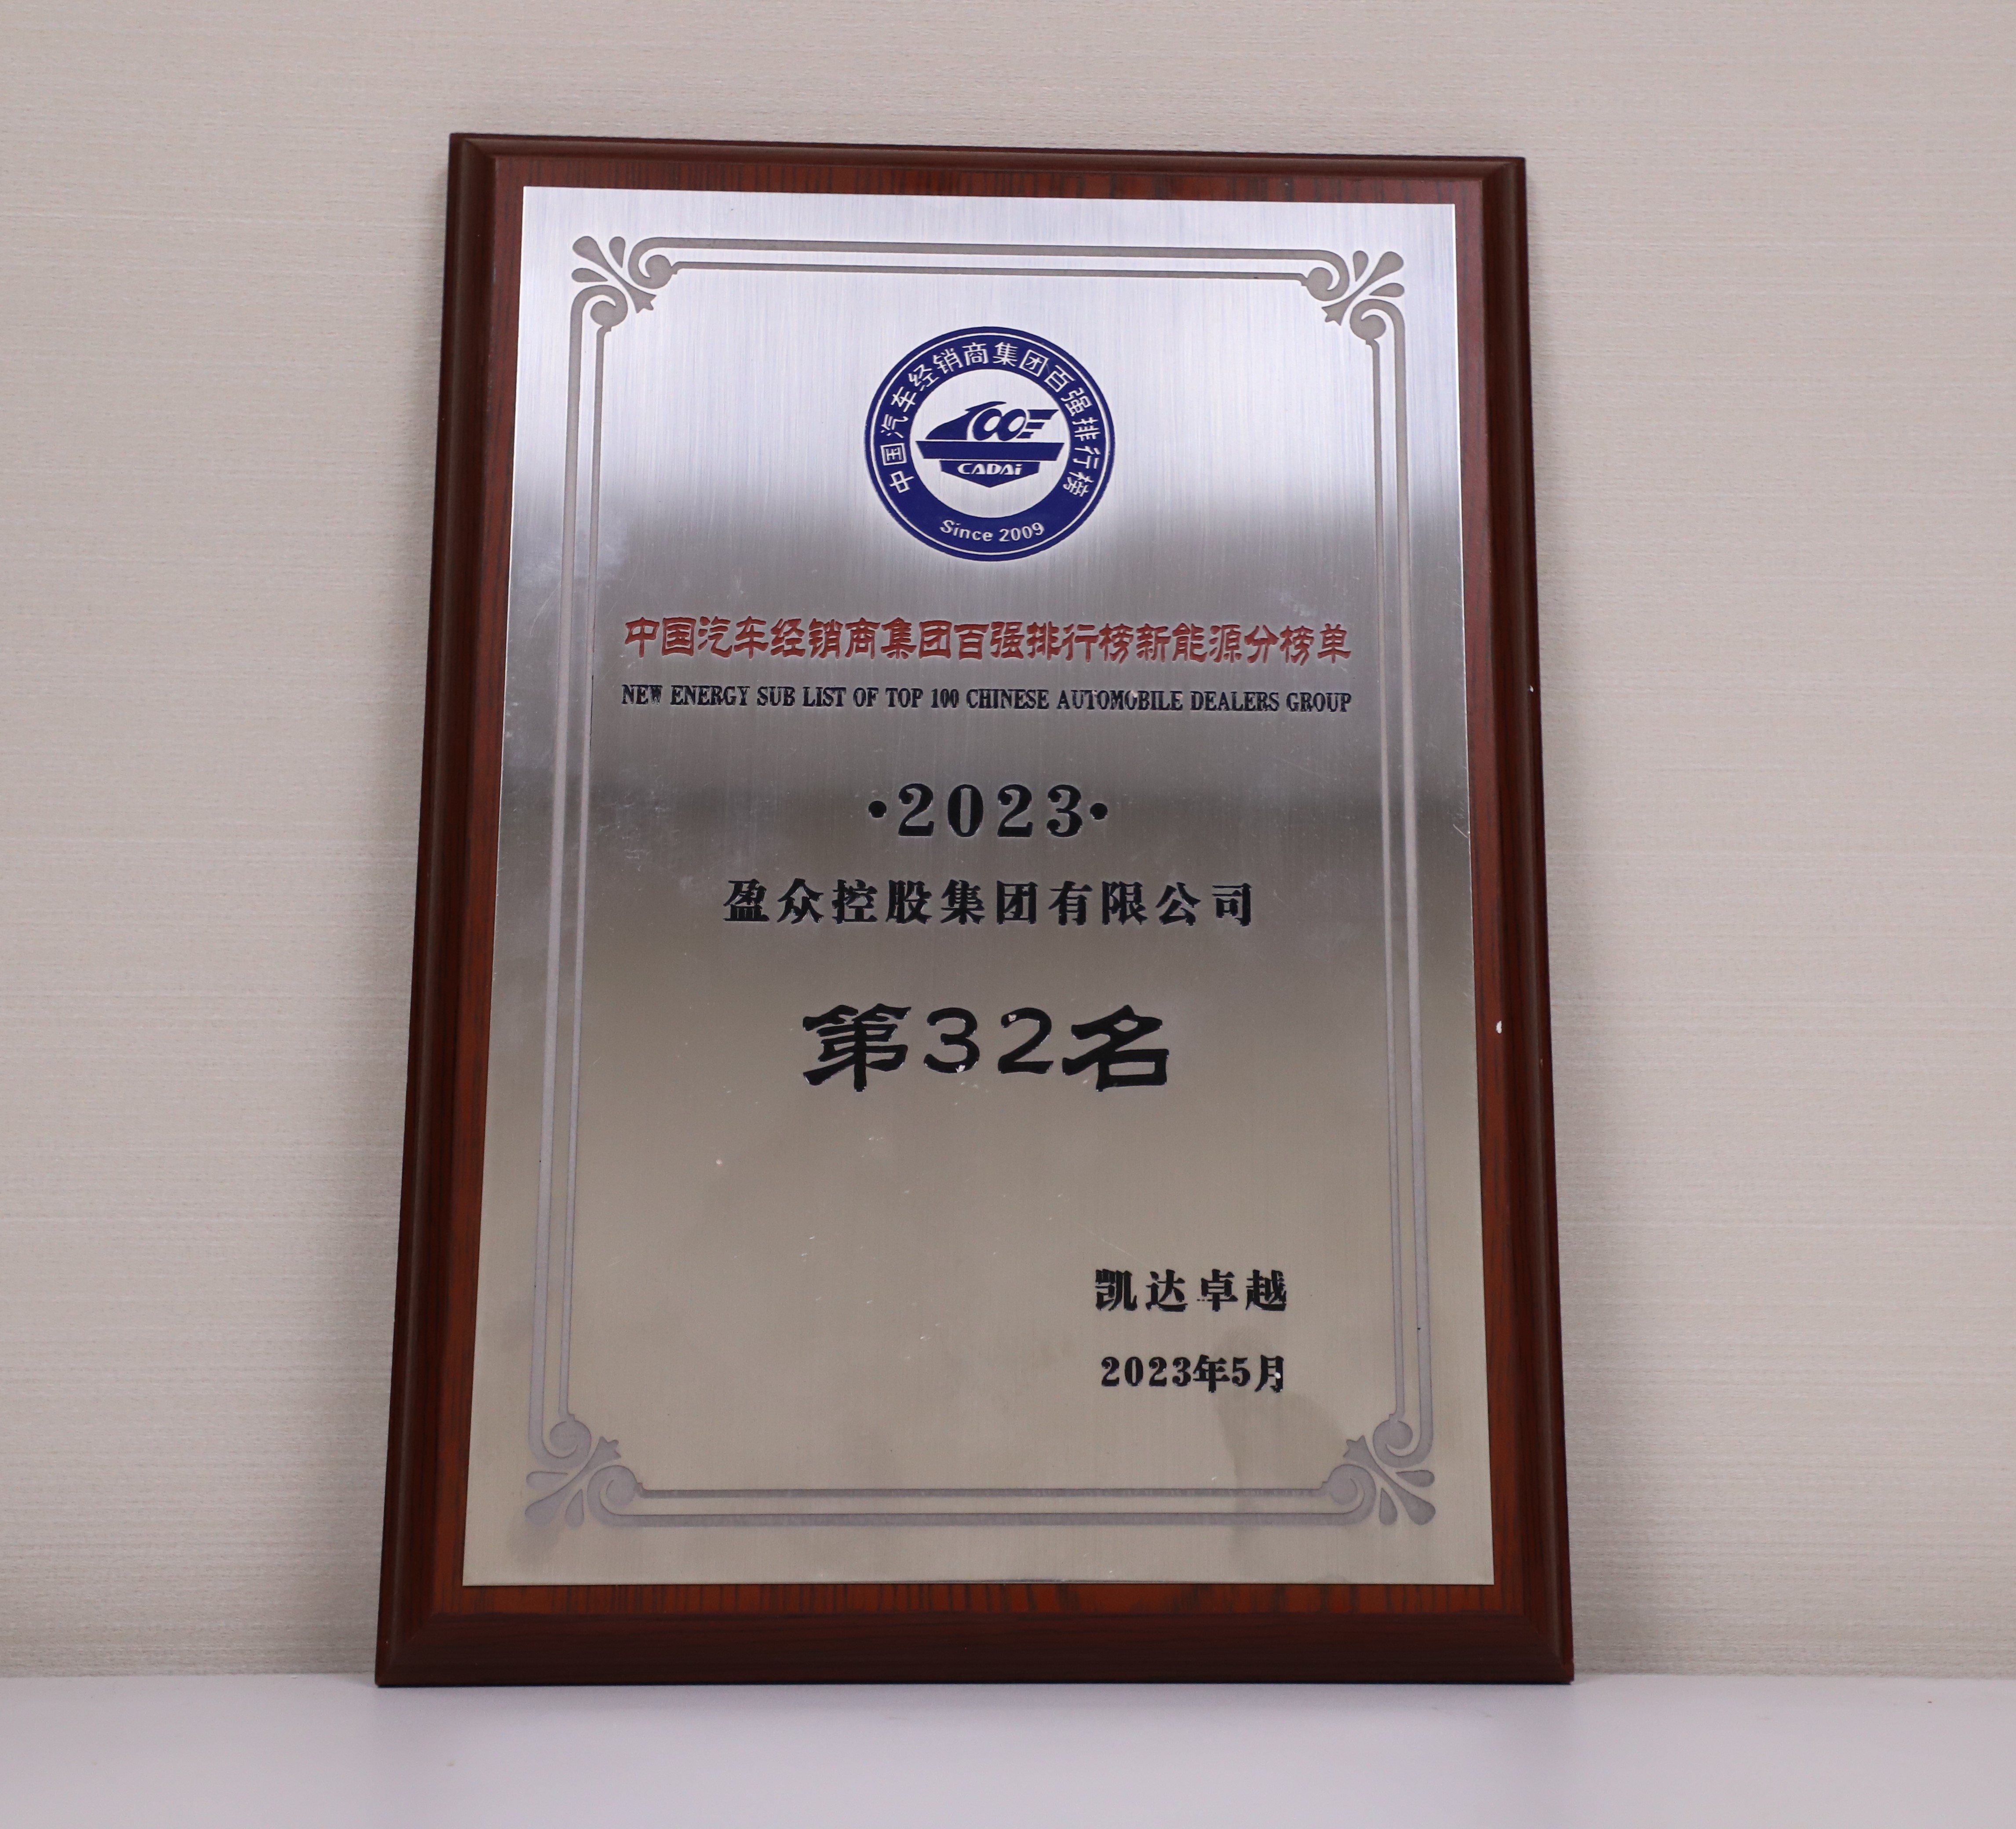 中国汽车经销商集团百强排行榜
CADAi
Since 2009
中国汽车经销商集团百强排行榜新能源分榜单
NEW ENERGY SUB LIST OF TOP 100 CHINESE AUTOMOBILE DEALERS GROUP
·2023·
盈众控股集团有限公司
第32名
凯达卓越
2023年5月